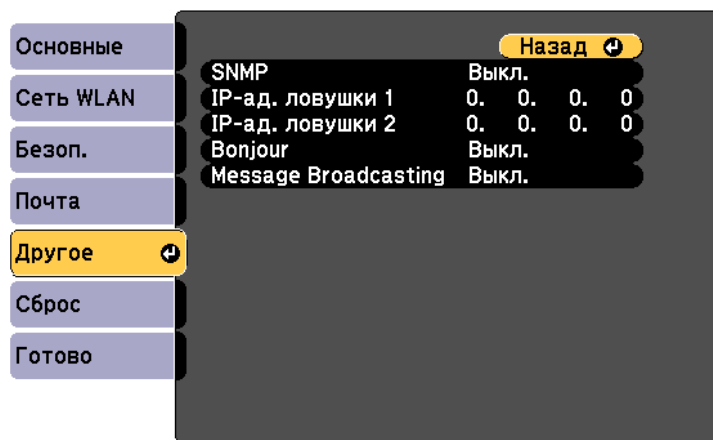 Основные
Сеть WLAN
Безоп.
Почта
Другое
Сброс
Готово
Назад
SNMP Выкл.
IP-ад. ловушки 1 0. 0. 0. 0
IP-ад. ловушки 2 0. 0. 0. 0
Bonjour Выкл.
Message Broadcasting Выкл.